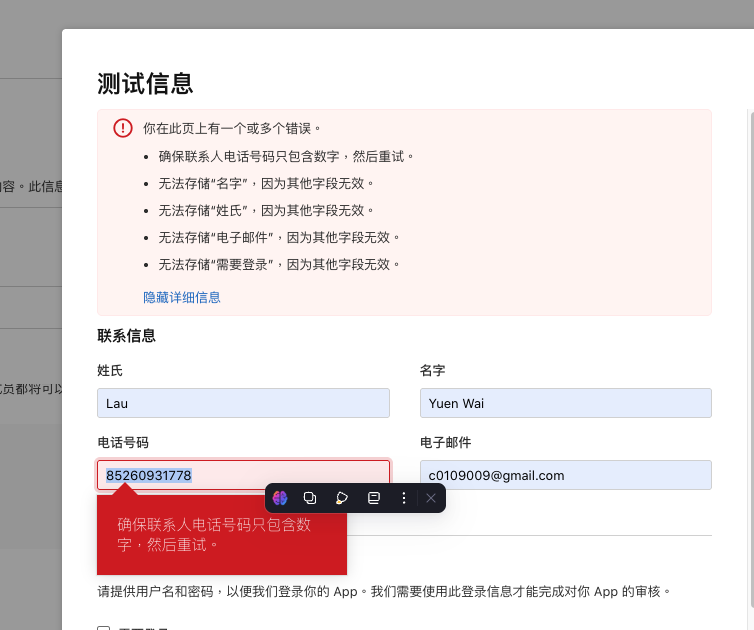 测试信息
你在此页上有一个或多个错误。
• 确保联系人电话号码只包含数字，然后重试。
• 无法存储“名字”，因为其他字段无效。
• 无法存储“姓氏”，因为其他字段无效。
• 无法存储“电子邮件”，因为其他字段无效。
• 无法存储“需要登录”，因为其他字段无效。
隐藏详细信息
内容。此信息
员都将可以
联系信息
姓氏
名字
Lau
Yuen Wai
电话号码
电子邮件
85260931778
c0109009@gmail.com
确保联系人电话号码只包含数
字，然后重试。
请提供用户名和密码，以便我们登录你的 App。我们需要使用此登录信息才能完成对你 App 的审核。